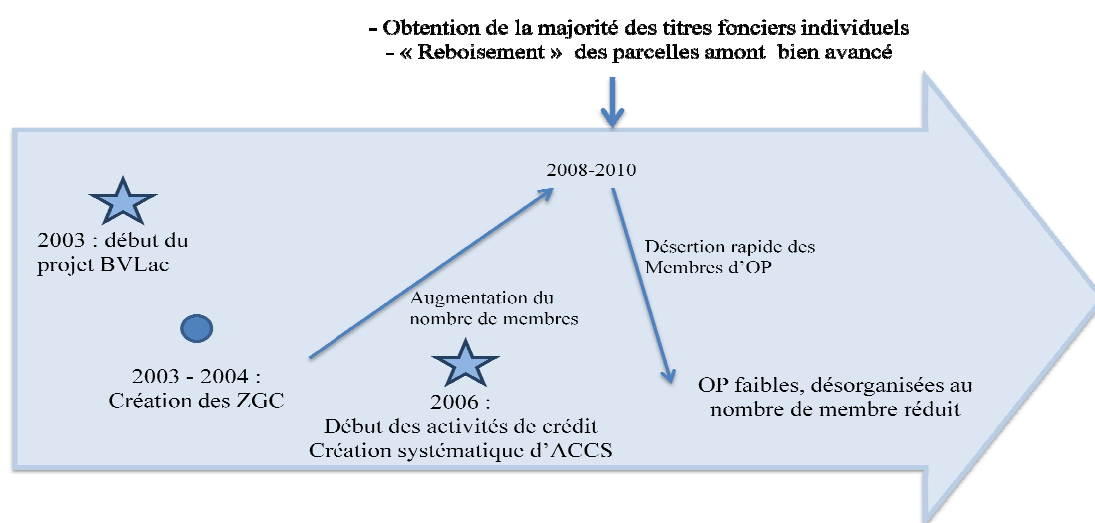 - Obtention de la majorité des titres fonciers individuels
- « Reboisement » des parcelles amont bien avancé
2008-2010
2003 : début du
projet BVLac
Désertion rapide des
Membres d'OP
Augmentation du
nombre de membres
2003 - 2004 :
Création des ZGC
2006 :
Début des activités de crédit
Création systématique d'ACCS
OP faibles, désorganisées au
nombre de membre réduit